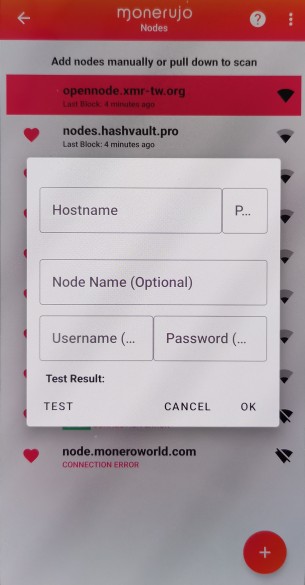 monerujo
Nodes
Add nodes manually or pull down to scan
opennode.xmr-tw.org
Last Block: 4 minutes ago
nodes.hashvault.pro
Last Block: 4 minutes ago
Hostname
P...
Node Name (Optional)
Username (...
Password (...
Test Result:
TEST
CANCEL
OK
node.moneroworld.com
CONNECTION ERROR